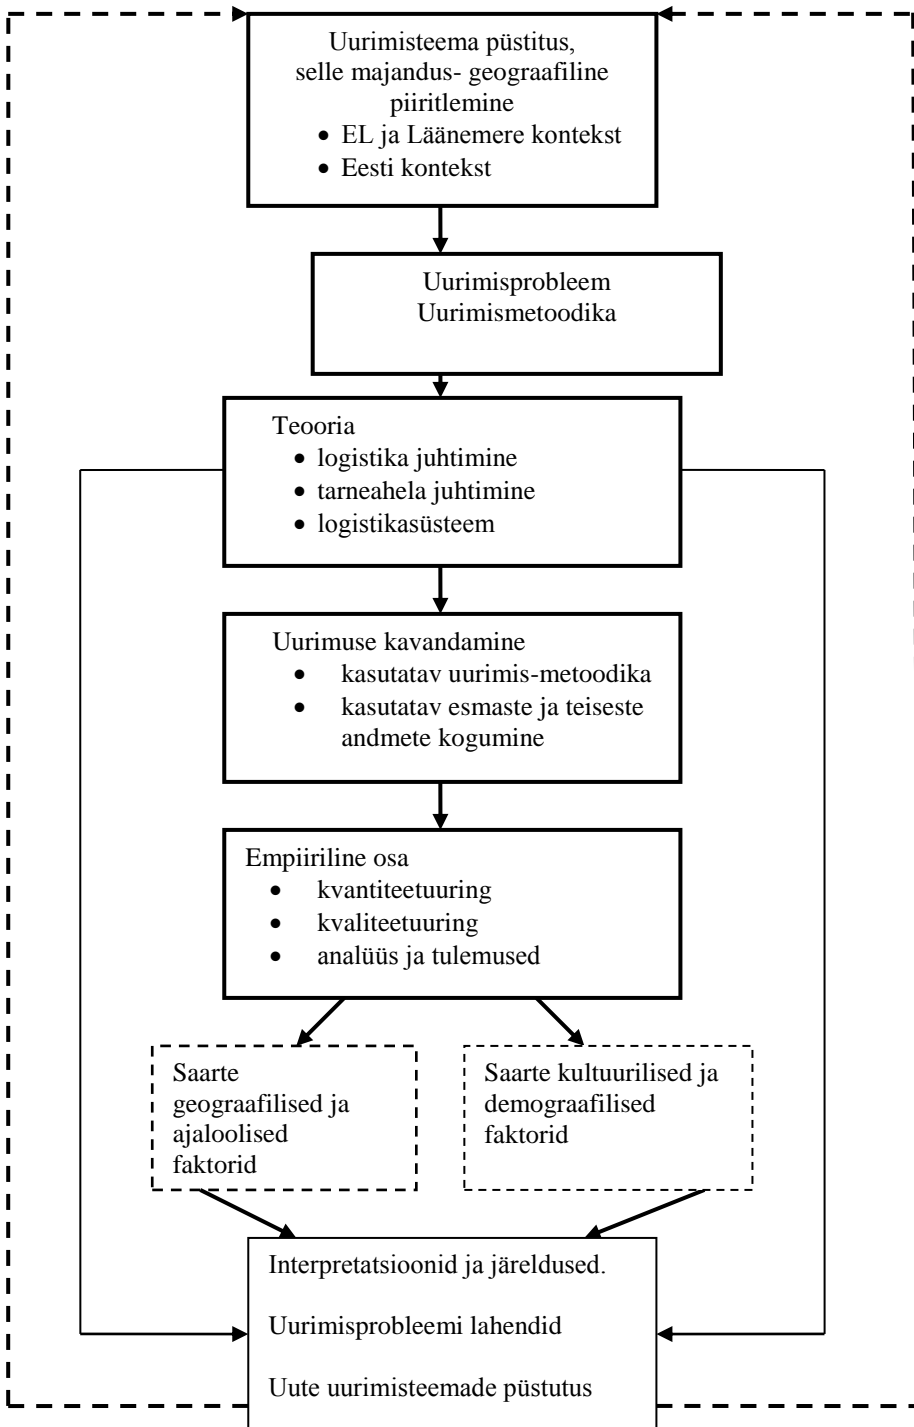 Uurimisteema püstitus,
selle majandus- geograafiline
piiritlemine
• EL ja Läänemere kontekst
• Eesti kontekst
Uurimisprobleem
Uurimismetoodika
Teooria
• logistika juhtimine
• tarneahela juhtimine
• logistikasüsteem
Uurimuse kavandamine
• kasutatav uurimis-metoodika
• kasutatav esmaste ja teiseste
andmete kogumine
Empiiriline osa
• kvantiteetuuring
• kvaliteetuuring
• analüüs ja tulemused
Saarte
geograafilised ja
ajaloolised
faktorid
Saarte kultuurilised ja
demograafilised
faktorid
Interpretatsioonid ja järeldused.
Uurimisprobleemi lahendid
Uute uurimisteemade püstutus